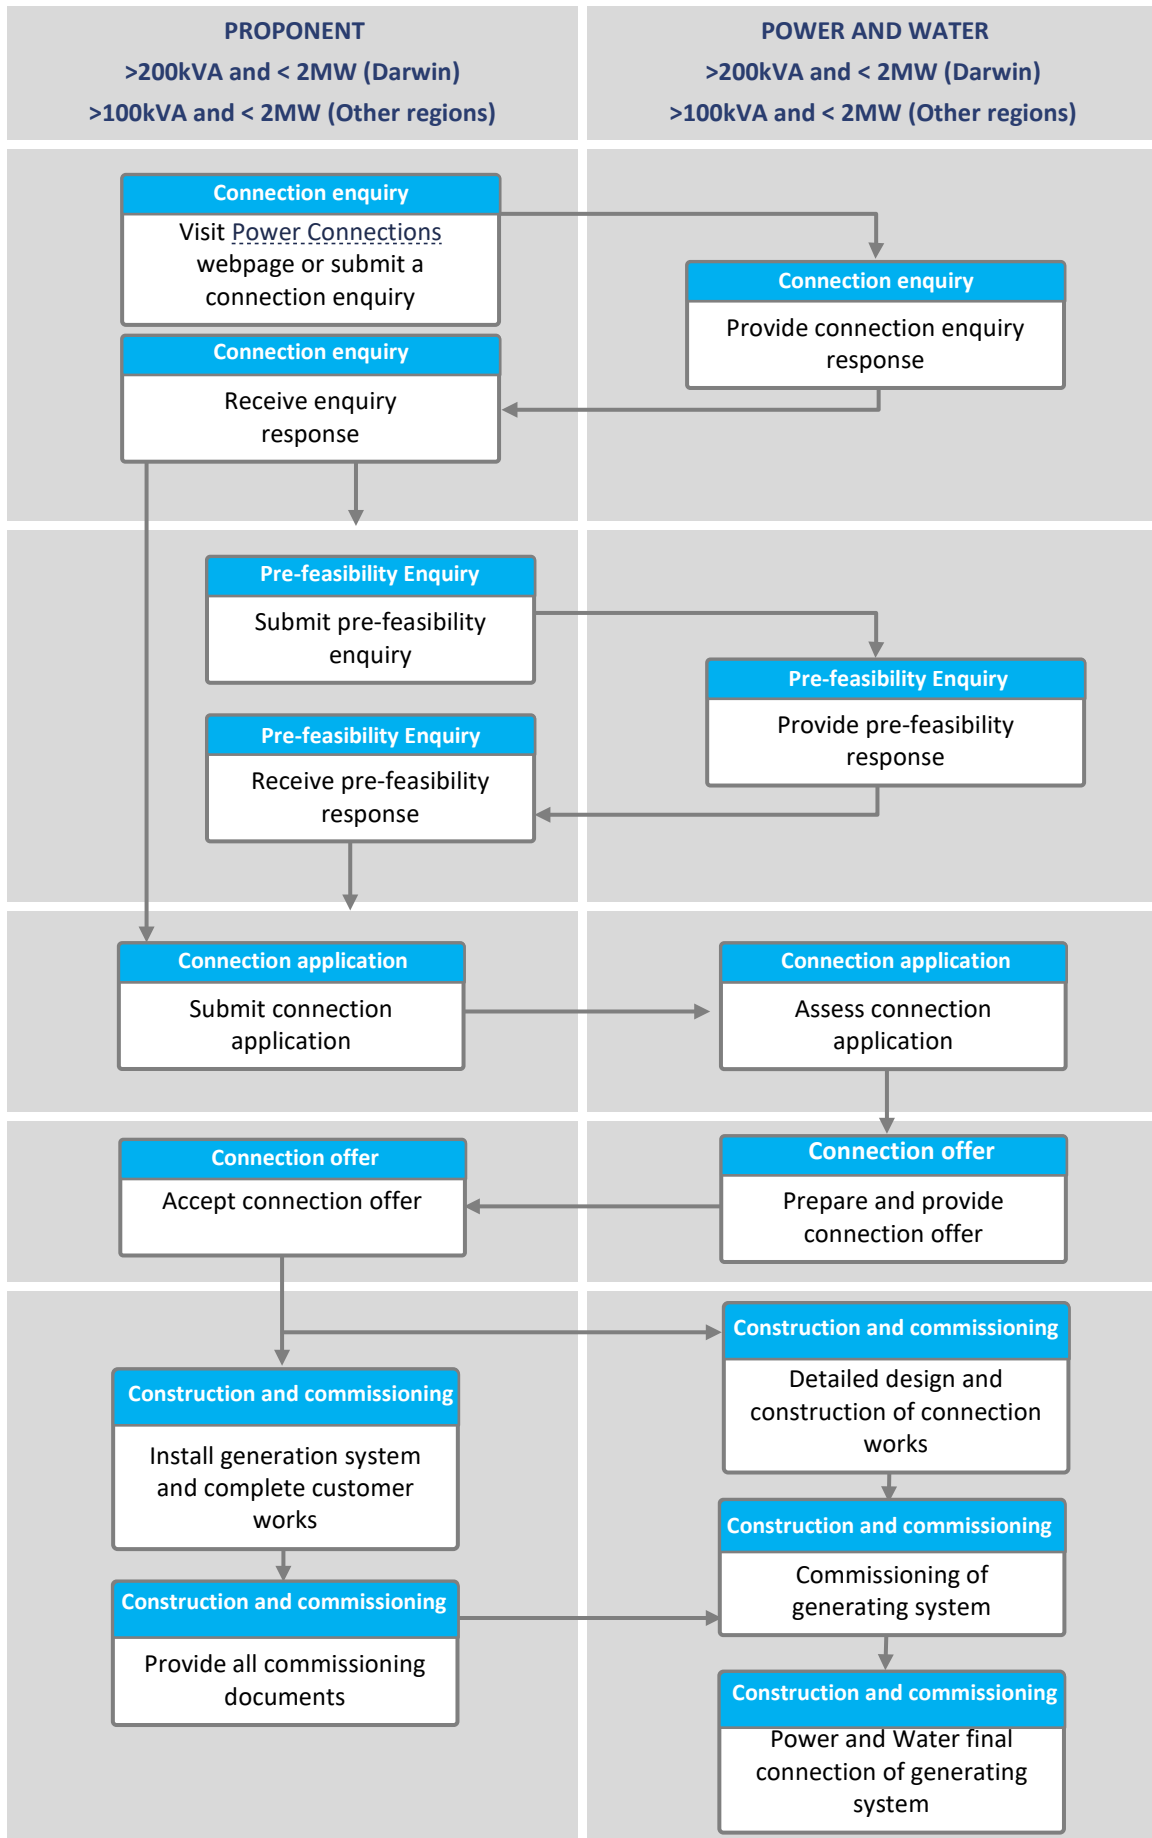 PROPONENT
>200kVA and < 2MW (Darwin)
>100kVA and < 2MW (Other regions)
POWER AND WATER
>200kVA and < 2MW (Darwin)
>100kVA and < 2MW (Other regions)
Connection enquiry
Visit Power Connections
webpage or submit a
connection enquiry
Connection enquiry
Provide connection enquiry
response
Connection enquiry
Receive enquiry
response
Pre-feasibility Enquiry
Submit pre-feasibility
enquiry
Pre-feasibility Enquiry
Provide pre-feasibility
response
Pre-feasibility Enquiry
Receive pre-feasibility
response
Connection application
Submit connection
application
Connection application
Assess connection
application
Connection offer
Prepare and provide
connection offer
Connection offer
Accept connection offer
Construction and commissioning
Detailed design and
construction of connection
works
Construction and commissioning
Install generation system
and complete customer
works
Construction and commissioning
Provide all commissioning
documents
Construction and commissioning
Commissioning of
generating system
Construction and commissioning
Power and Water final
connection of generating
system